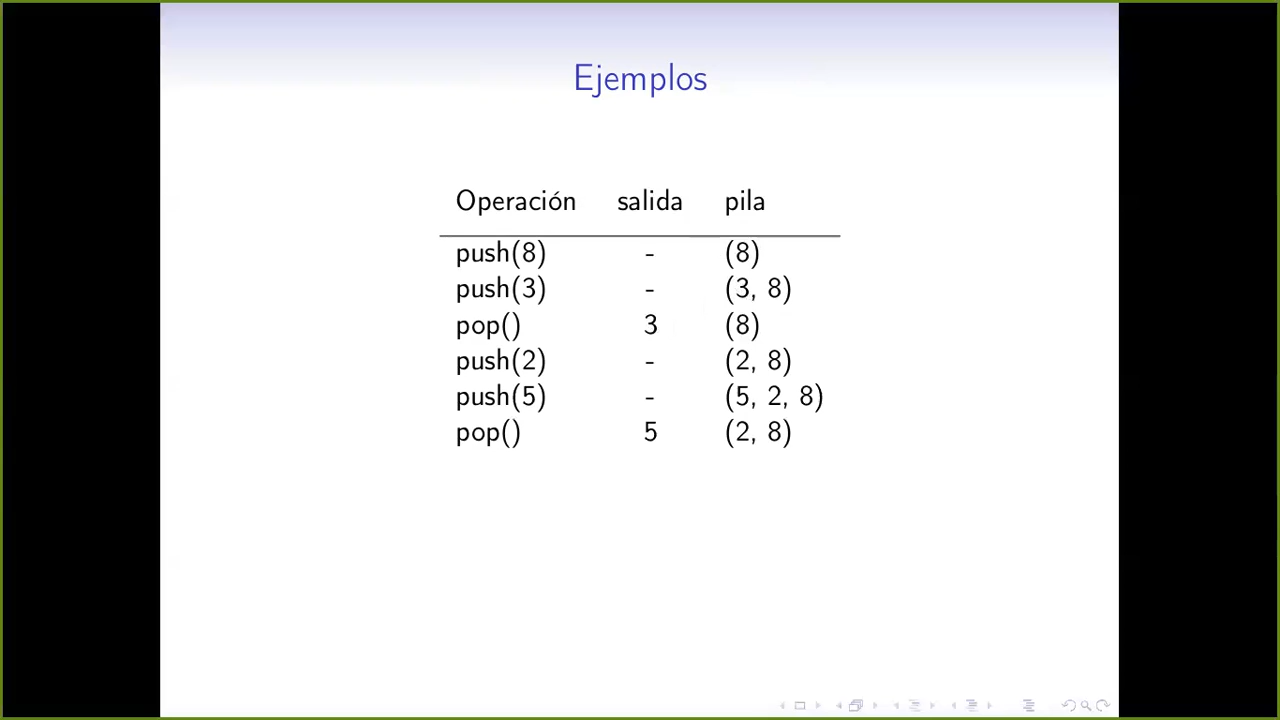 Ejemplos
Operación salida pila
push(8) - (8)
push(3) - (3, 8)
pop() 3 (8)
push(2) - (2, 8)
push(5) - (5, 2, 8)
pop() 5 (2, 8)